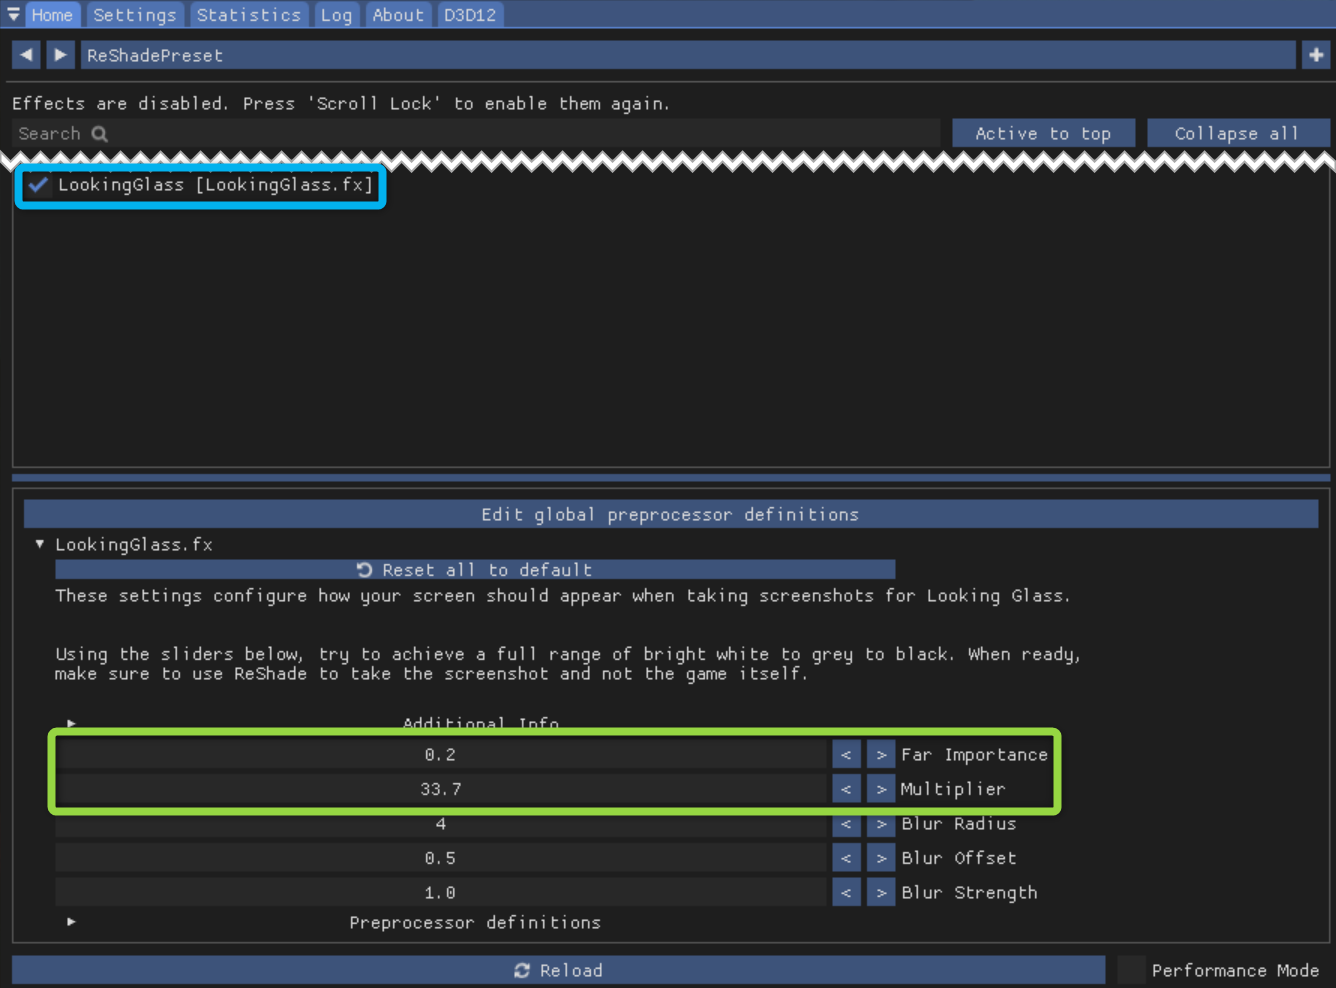 Home Settings Statistics Log About D3D12
ReShadePreset
Effects are disabled. Press 'Scroll Lock' to enable them again.
Search Active to top Collapse all
LookingGlass [LookingGlass.fx]
Edit global preprocessor definitions
LookingGlass.fx
Reset all to default
These settings configure how your screen should appear when taking screenshots for Looking Glass.
Using the sliders below, try to achieve a full range of bright white to grey to black. When ready,
make sure to use ReShade to take the screenshot and not the game itself.
Additional Info
0.2 < > Far Importance
33.7 < > Multiplier
4 < > Blur Radius
0.5 < > Blur Offset
1.0 < > Blur Strength
Preprocessor definitions
Reload Performance Mode